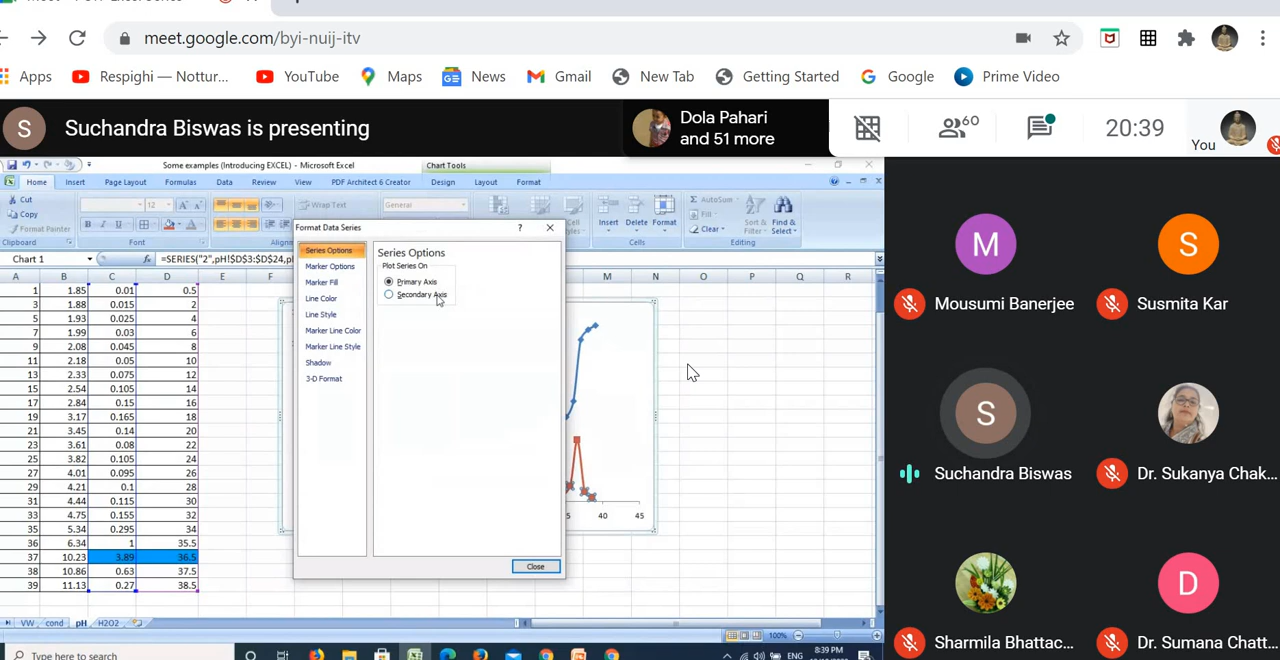 meet.google.com/byi-nuij-itv
Apps Respighi — Nottur... YouTube Maps News Gmail New Tab Getting Started Google Prime Video
S Suchandra Biswas is presenting
Dola Pahari
and 51 more
60
20:39
You
Some examples (Introducing EXCEL) - Microsoft Excel Chart Tools
Home Insert Page Layout Formulas Data Review View PDF Architect 6 Creator Design Layout Format
Cut
Copy
Format Painter
Clipboard
12
B I U
Font
Wrap Text
General
Insert Delete Format
Cells
AutoSum
Fill
Clear
Sort & Filter
Find & Select
Editing
Chart 1 =SERIES("2",pH!$D$3:$D$24,p
A B C D E F M N O P Q R
1 1.85 0.01 0.5
3 1.88 0.015 2
5 1.93 0.025 4
7 1.99 0.03 6
9 2.08 0.045 8
11 2.18 0.05 10
13 2.33 0.075 12
15 2.54 0.105 14
17 2.84 0.15 16
19 3.17 0.165 18
21 3.45 0.14 20
23 3.61 0.08 22
25 3.82 0.105 24
27 4.01 0.095 26
29 4.21 0.1 28
31 4.44 0.115 30
33 4.75 0.155 32
35 5.34 0.295 34
36 6.34 1 35.5
37 10.23 3.89 36.5
38 10.86 0.63 37.5
39 11.13 0.27 38.5
Format Data Series
?
Series Options
Marker Options
Marker Fill
Line Color
Line Style
Marker Line Color
Marker Line Style
Shadow
3-D Format
Series Options
Plot Series On
Primary Axis
Secondary Axis
Close
40 45
VW cond pH H2O2
100%
Type here to search
ENG
8:39 PM
M
Mousumi Banerjee
S
Susmita Kar
S
Suchandra Biswas
Dr. Sukanya Chak...
Sharmila Bhattac...
D
Dr. Sumana Chatt...